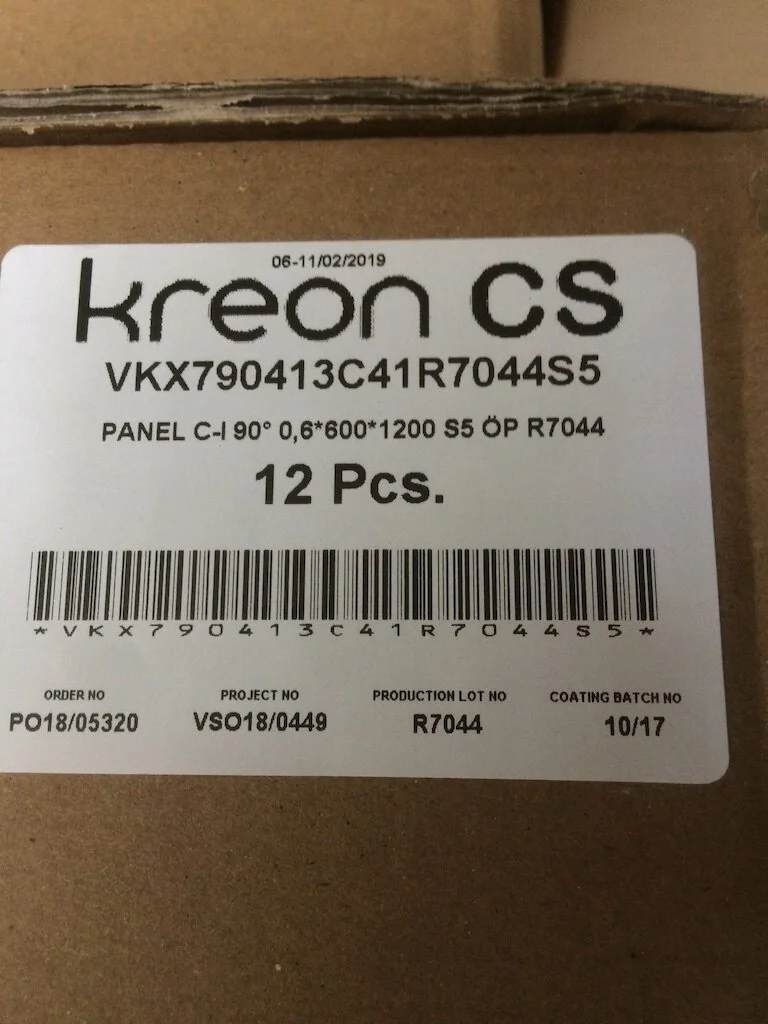 06-11/02/2019
kreon CS
VKX790413C41R7044S5
PANEL C-I 90° 0,6*600*1200 S5 ÖP R7044
12 Pcs.
*VKX790413C41R7044S5*
ORDER NO PROJECT NO PRODUCTION LOT NO COATING BATCH NO
PO18/05320 VSO18/0449 R7044 10/17